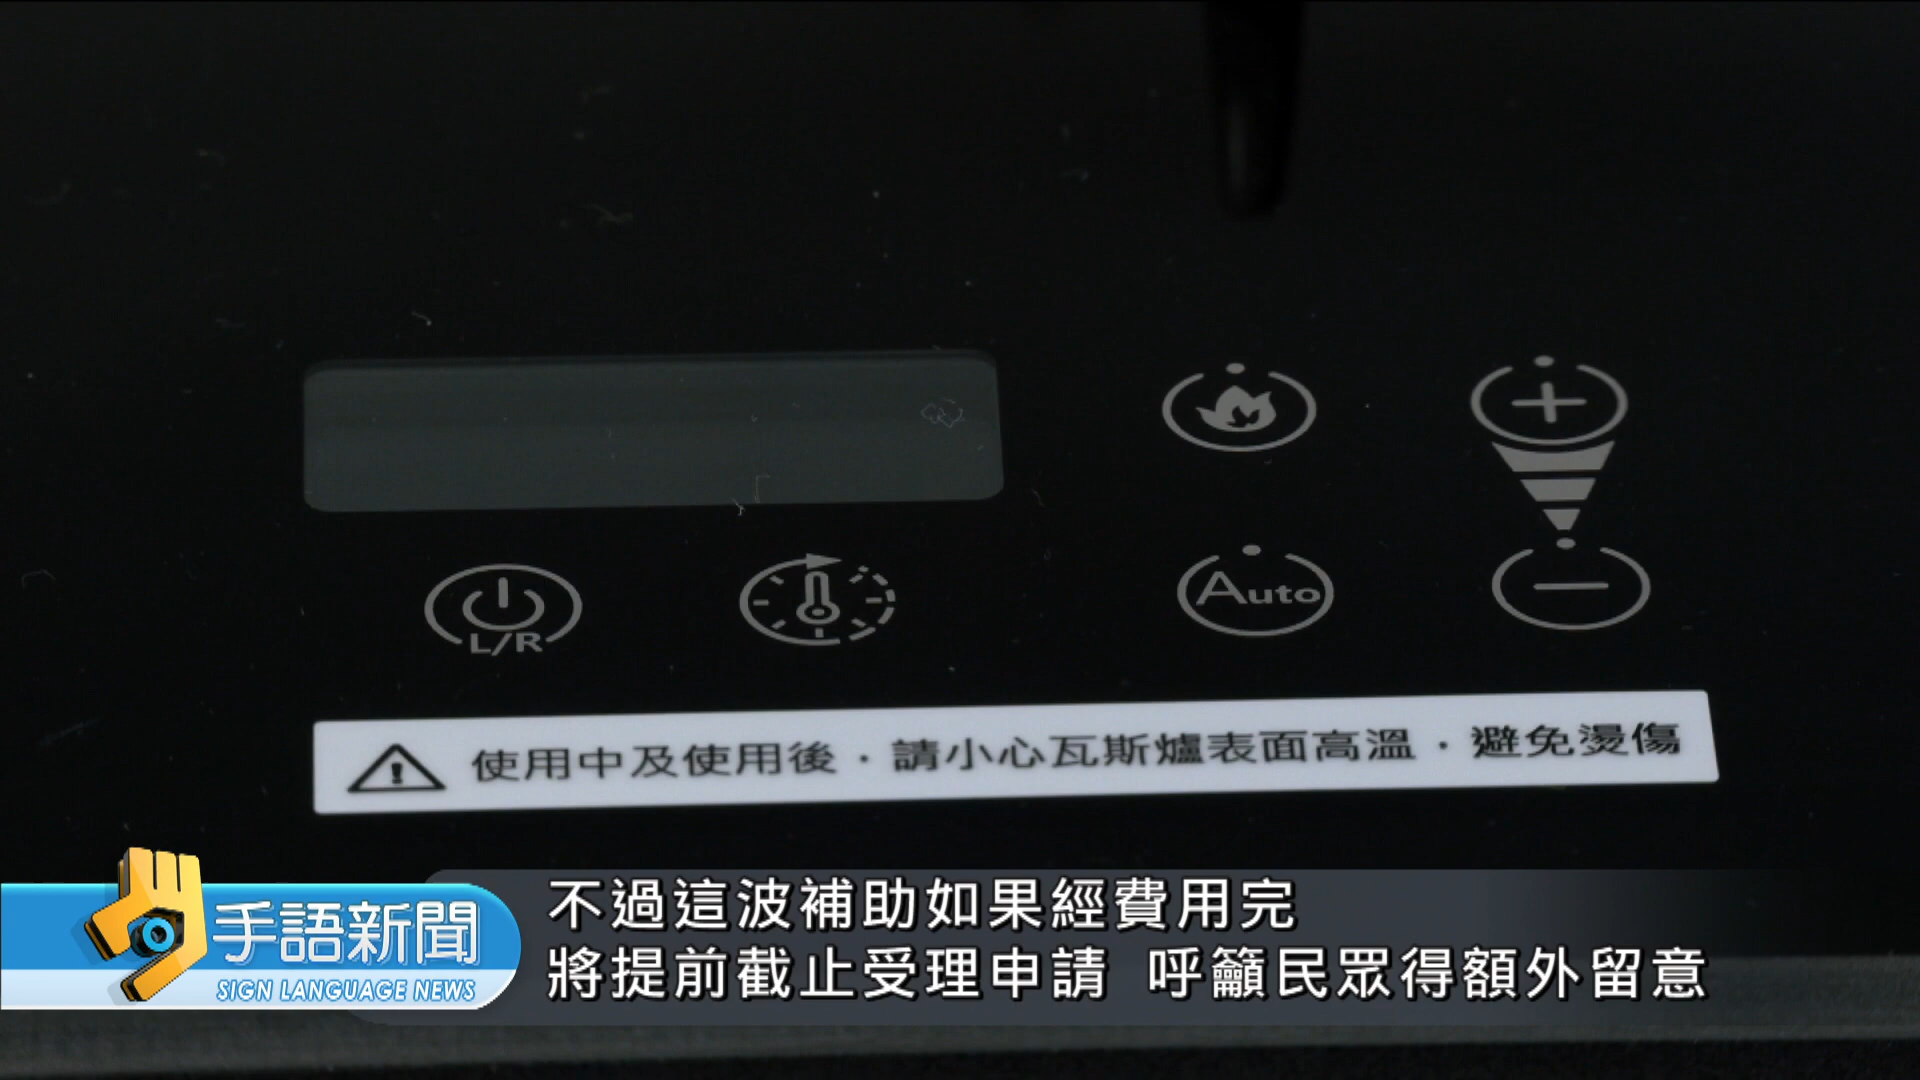 L/R
Auto
使用中及使用後，請小心瓦斯爐表面高溫，避免燙傷
不過這波補助如果經費用完
將提前截止受理申請 呼籲民眾得額外留意
手語新聞
SIGN LANGUAGE NEWS